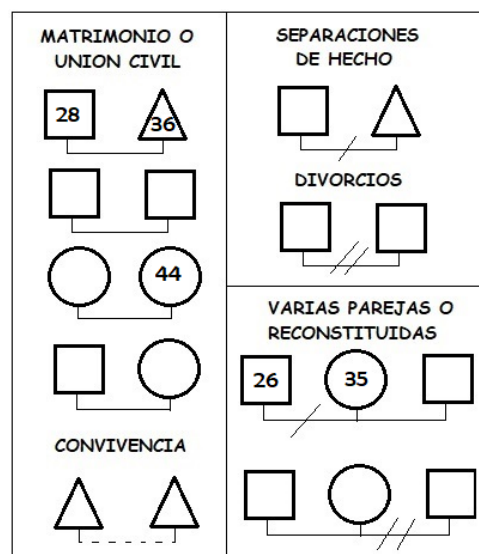 MATRIMONIO O
UNION CIVIL
28
36
44
CONVIVENCIA
SEPARACIONES
DE HECHO
DIVORCIOS
VARIAS PAREJAS O
RECONSTITUIDAS
26
35